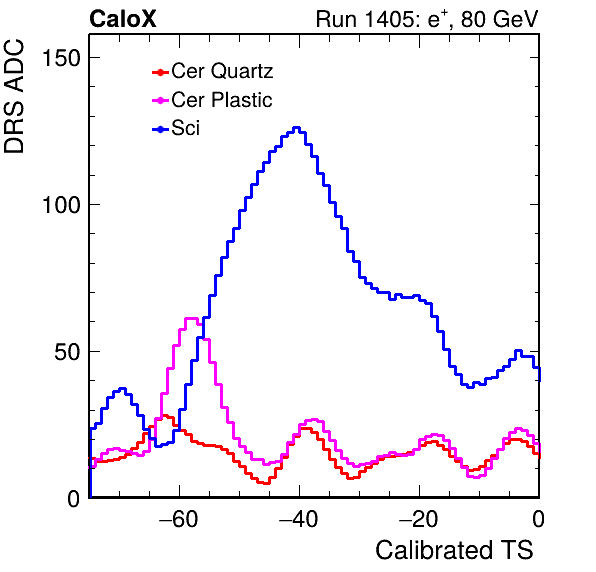 CaloX Run 1405: e⁺, 80 GeV
DRS ADC
150
100
50
0
Cer Quartz
Cer Plastic
Sci
−60 −40 −20 0
Calibrated TS